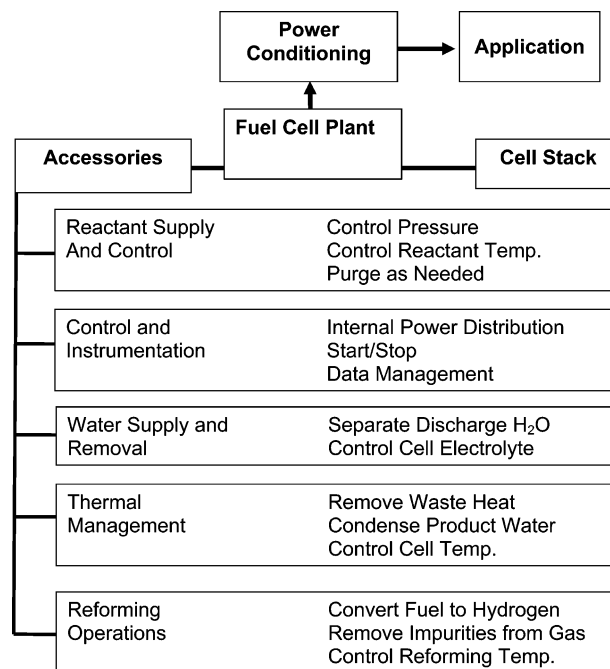 Power
Conditioning
Application
Fuel Cell Plant
Accessories
Cell Stack
Reactant Supply
And Control
Control Pressure
Control Reactant Temp.
Purge as Needed
Control and
Instrumentation
Internal Power Distribution
Start/Stop
Data Management
Water Supply and
Removal
Separate Discharge H₂O
Control Cell Electrolyte
Thermal
Management
Remove Waste Heat
Condense Product Water
Control Cell Temp.
Reforming
Operations
Convert Fuel to Hydrogen
Remove Impurities from Gas
Control Reforming Temp.